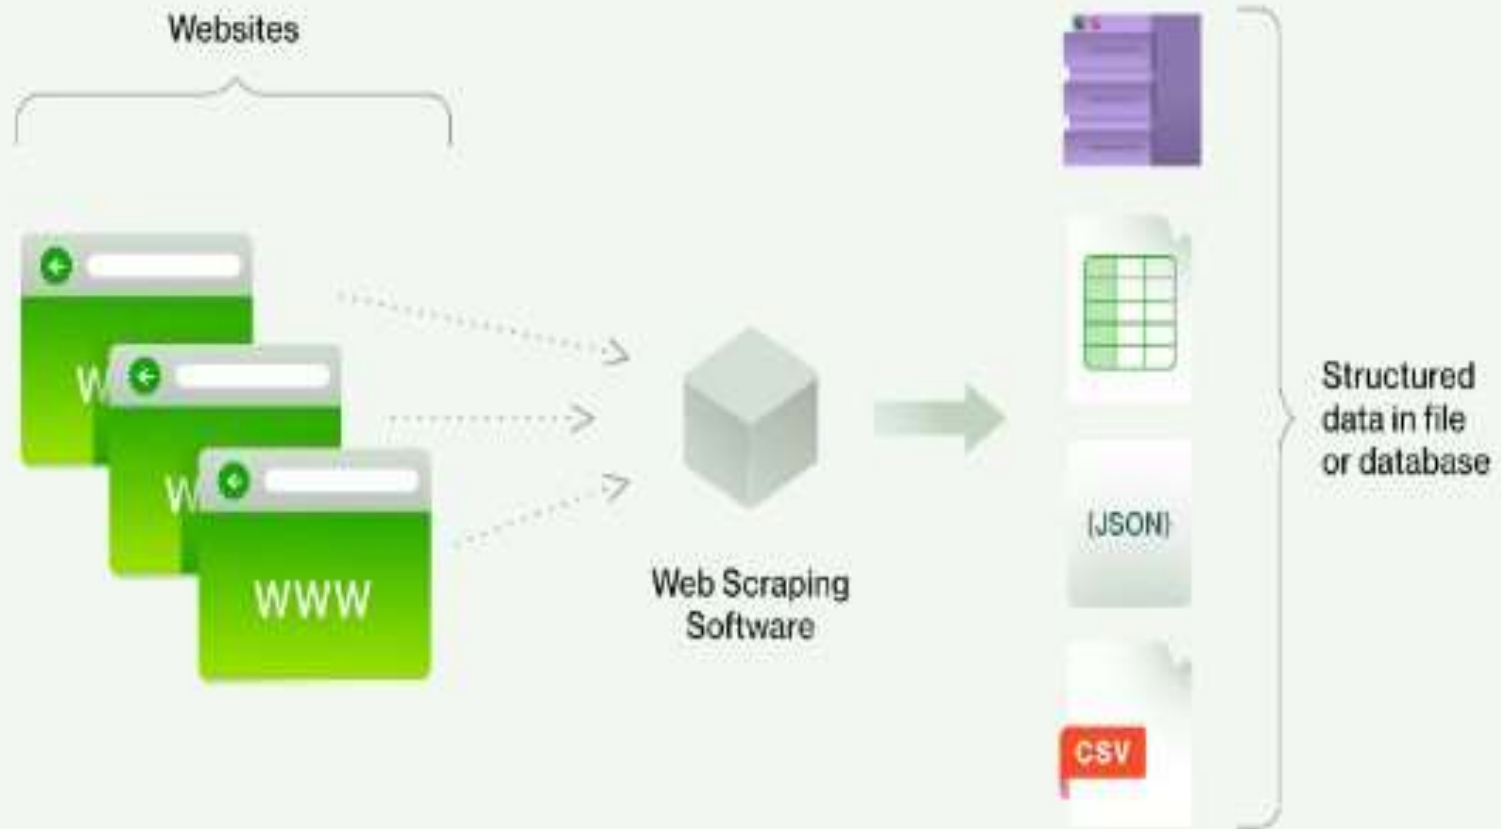 Websites
W
W
WWW
Web Scraping
Software
{JSON}
CSV
Structured
data in file
or database